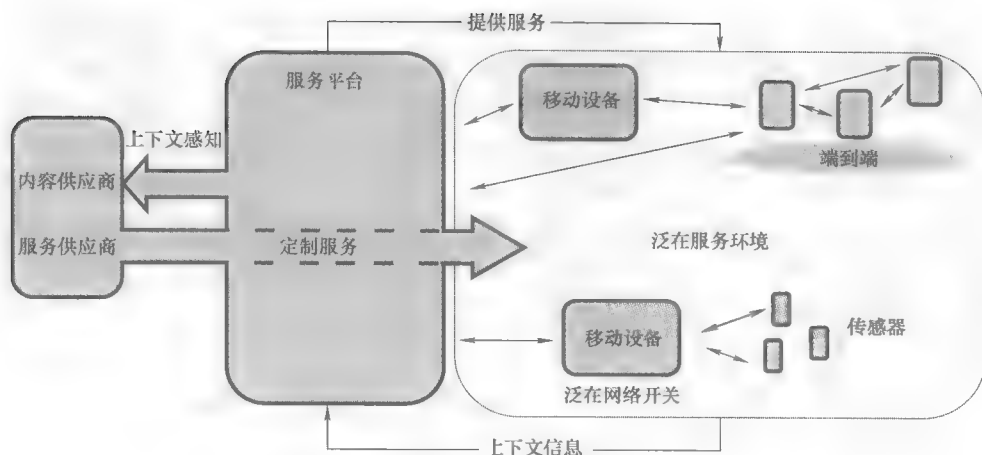 提供服务
服务平台
移动设备
上下文感知
端到端
内容供应商
服务供应商
定制服务
泛在服务环境
移动设备
传感器
泛在网络开关
上下文信息